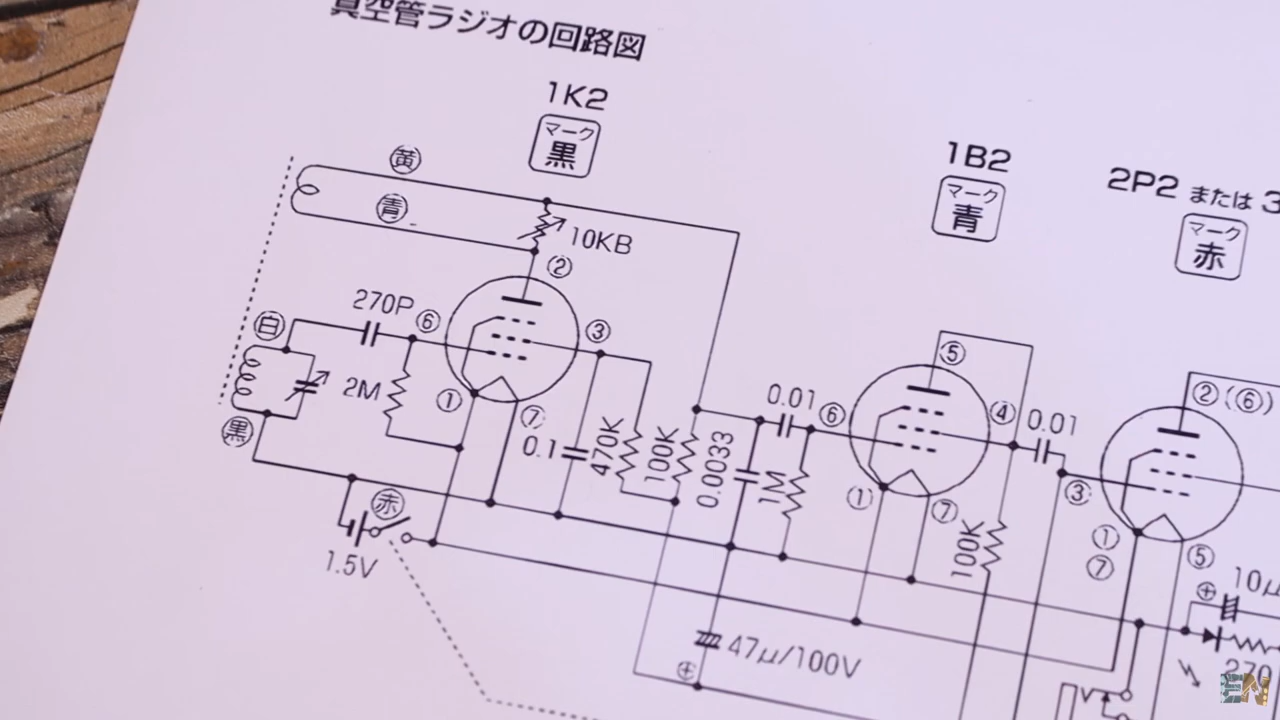 真空管ラジオの回路図
1K2
マーク
黒
1B2
マーク
青
2P2 または 3
マーク
赤
黄
青
10KB
②
270P
⑥
③
白
2M
①
⑦
黒
0.1
470K
100K
0.0033
1M
0.01
⑥
⑤
④
0.01
①
⑦
100K
② (⑥)
③
①
⑦
⑤
赤
1.5V
⊕
10μ
270
⊕
47μ/100V
EN